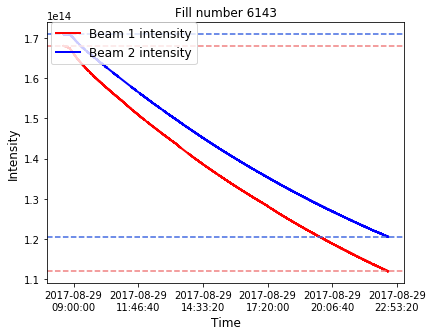 Fill number 6143
1e14
Beam 1 intensity
Beam 2 intensity
Intensity
1.7
1.6
1.5
1.4
1.3
1.2
1.1
2017-08-29 2017-08-29 2017-08-29 2017-08-29 2017-08-29 2017-08-29
09:00:00 11:46:40 14:33:20 17:20:00 20:06:40 22:53:20
Time